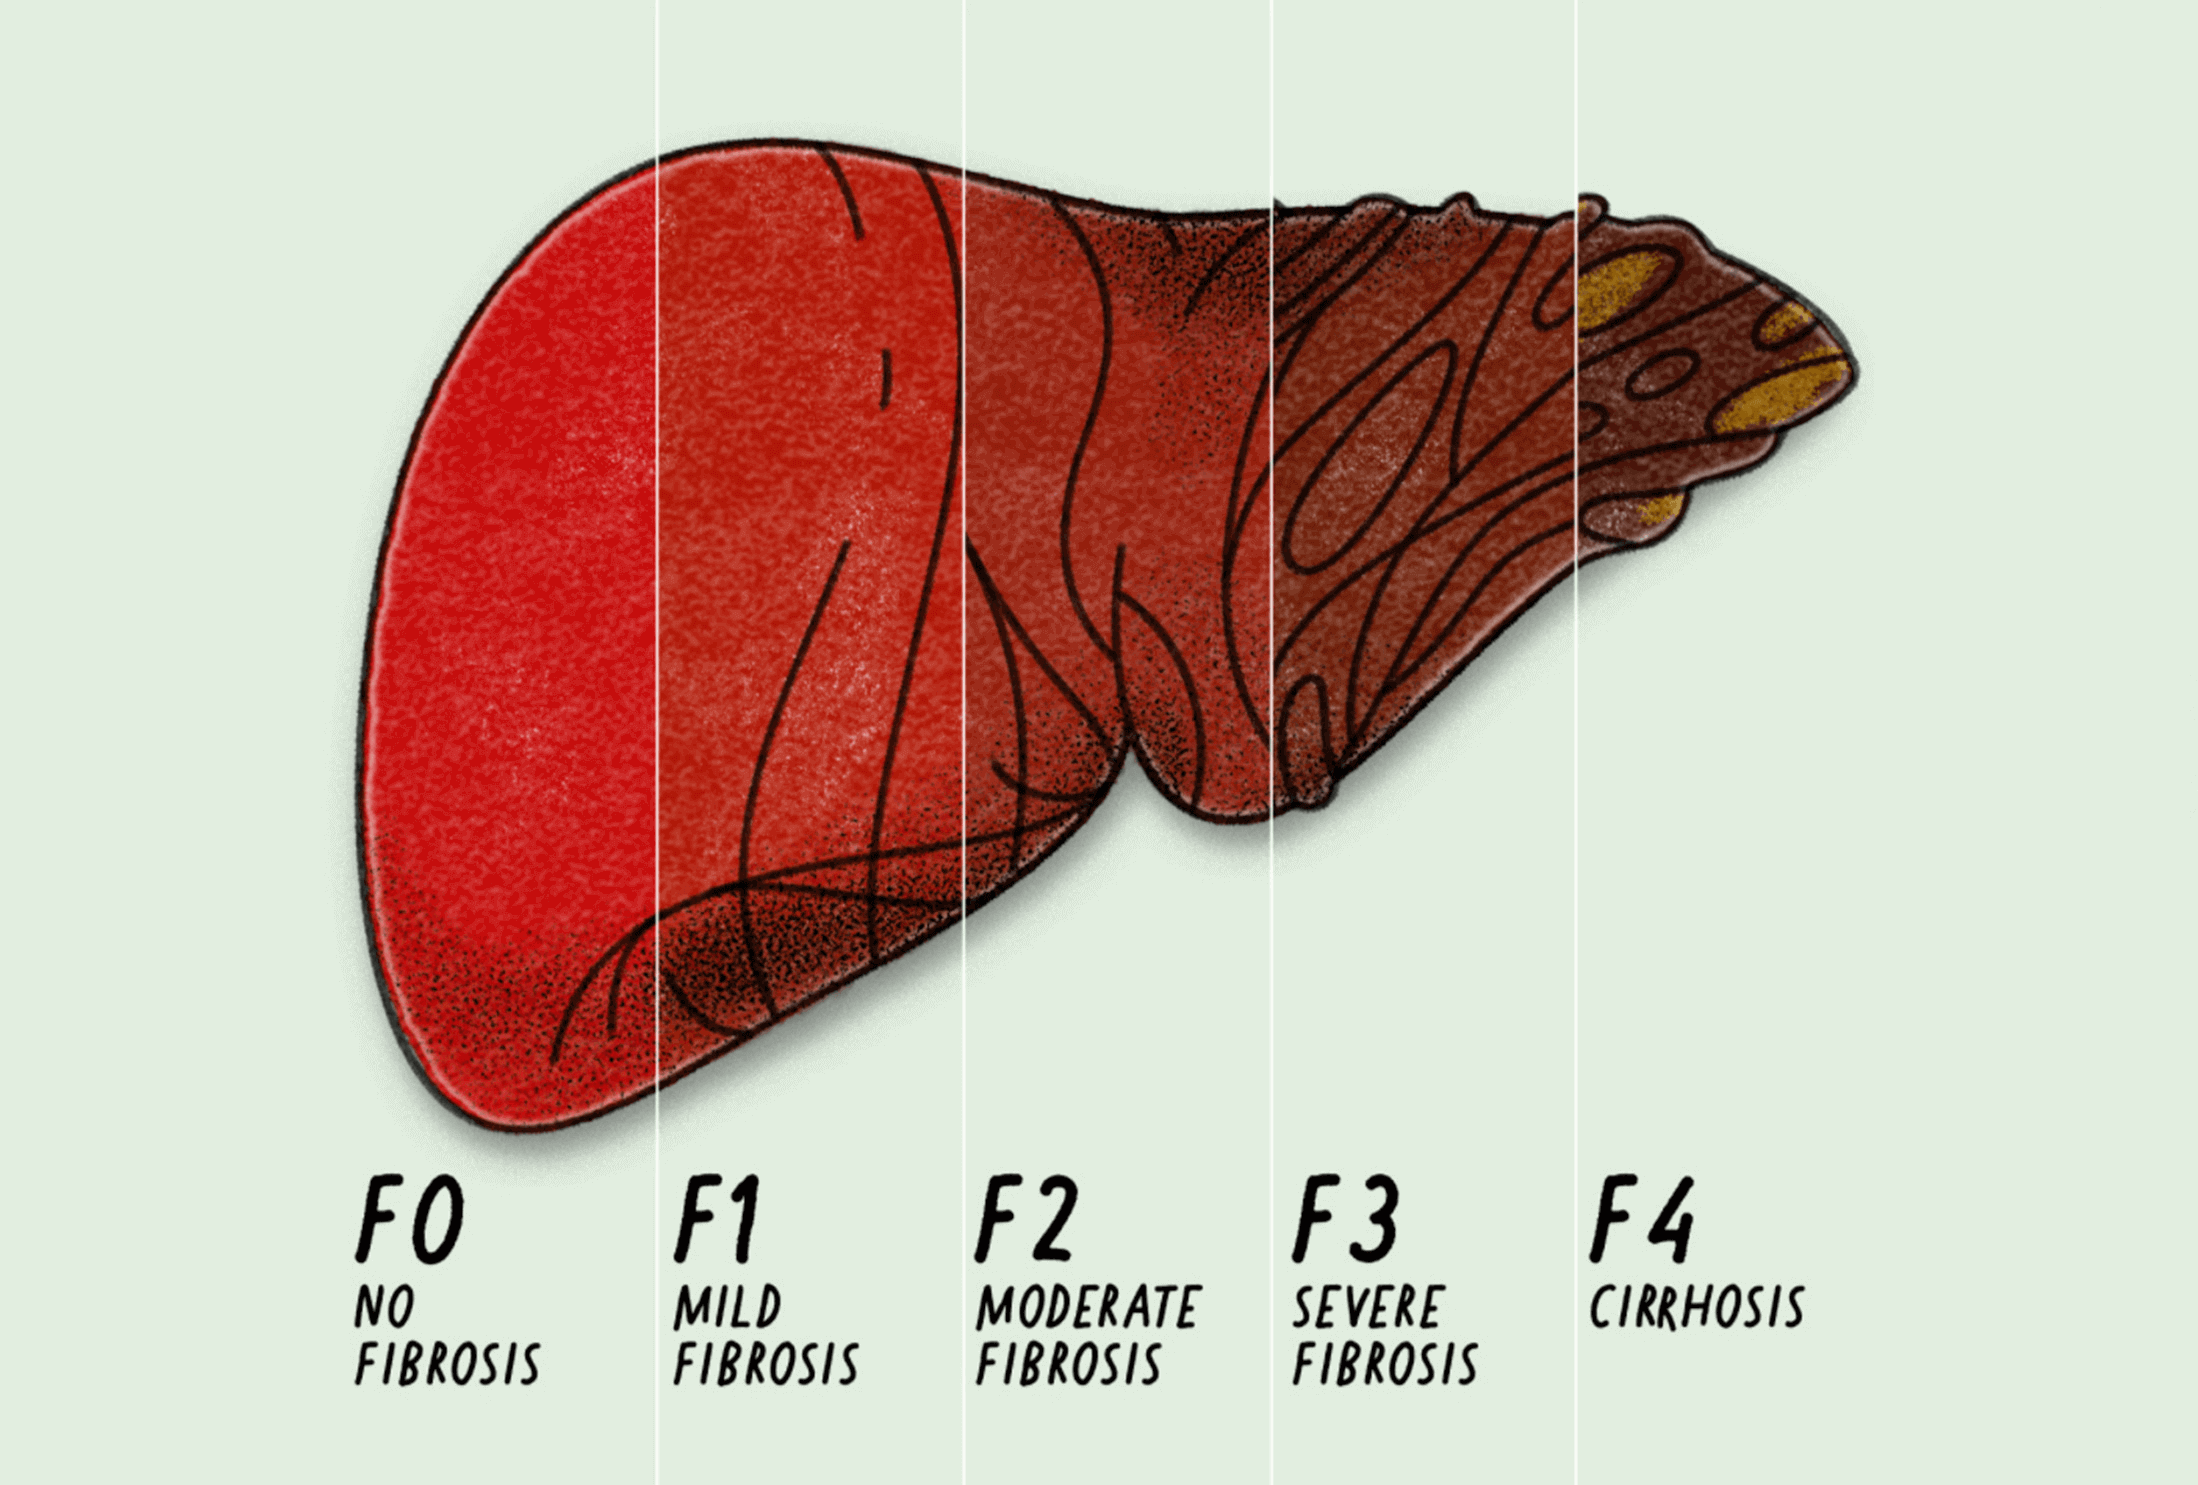 F0
NO
FIBROSIS
F1
MILD
FIBROSIS
F2
MODERATE
FIBROSIS
F3
SEVERE
FIBROSIS
F4
CIRRHOSIS